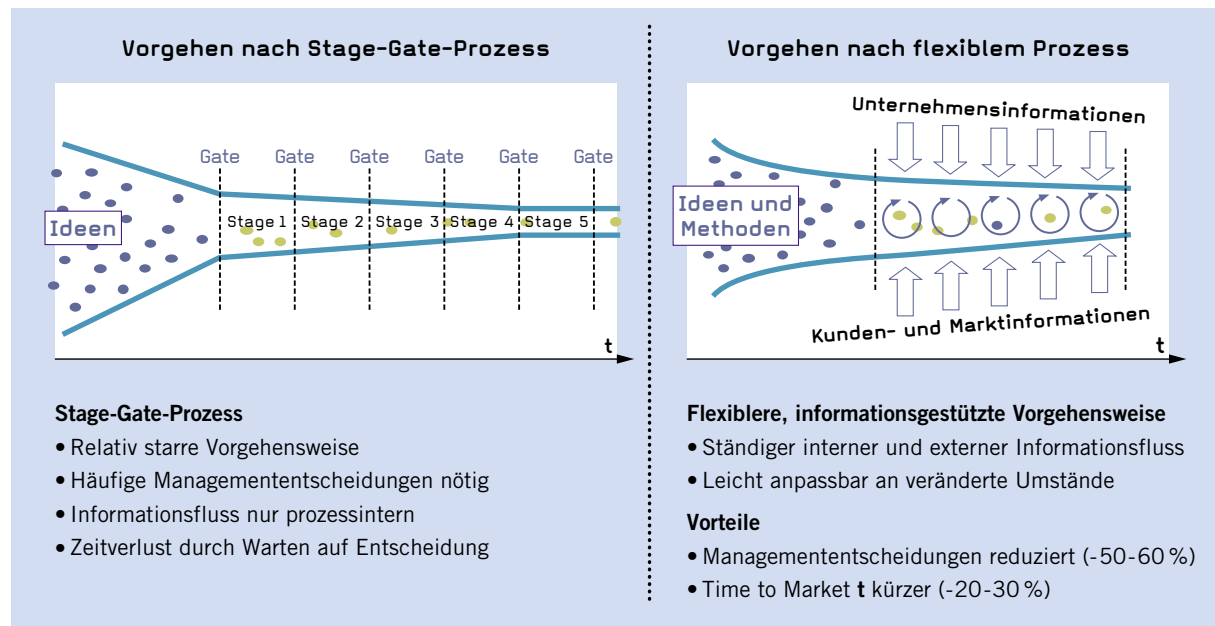 Vorgehen nach Stage-Gate-Prozess
Gate Gate Gate Gate Gate Gate
Ideen
Stage 1 Stage 2 Stage 3 Stage 4 Stage 5
t
Stage-Gate-Prozess
• Relativ starre Vorgehensweise
• Häufige Managemententscheidungen nötig
• Informationsfluss nur prozessintern
• Zeitverlust durch Warten auf Entscheidung
Vorgehen nach flexiblem Prozess
Unternehmensinformationen
Ideen und
Methoden
Kunden- und Marktinformationen
t
Flexiblere, informationsgestützte Vorgehensweise
• Ständiger interner und externer Informationsfluss
• Leicht anpassbar an veränderte Umstände
Vorteile
• Managemententscheidungen reduziert (-50-60 %)
• Time to Market t kürzer (-20-30 %)